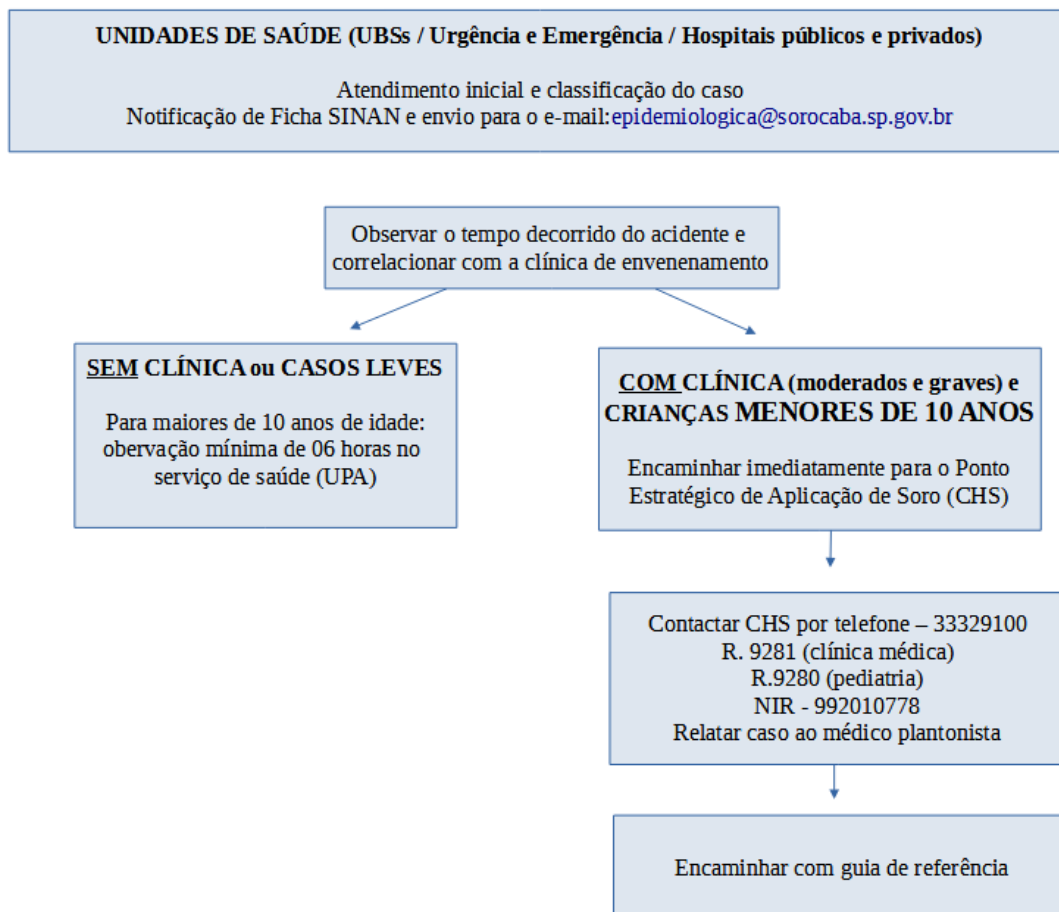 UNIDADES DE SAÚDE (UBSs / Urgência e Emergência / Hospitais públicos e privados)
Atendimento inicial e classificação do caso
Notificação de Ficha SINAN e envio para o e-mail:epidemiologica@sorocaba.sp.gov.br
Observar o tempo decorrido do acidente e
correlacionar com a clínica de envenenamento
SEM CLÍNICA ou CASOS LEVES
Para maiores de 10 anos de idade:
obervação mínima de 06 horas no
serviço de saúde (UPA)
COM CLÍNICA (moderados e graves) e
CRIANÇAS MENORES DE 10 ANOS
Encaminhar imediatamente para o Ponto
Estratégico de Aplicação de Soro (CHS)
Contactar CHS por telefone – 33329100
R. 9281 (clínica médica)
R.9280 (pediatria)
NIR - 992010778
Relatar caso ao médico plantonista
Encaminhar com guia de referência